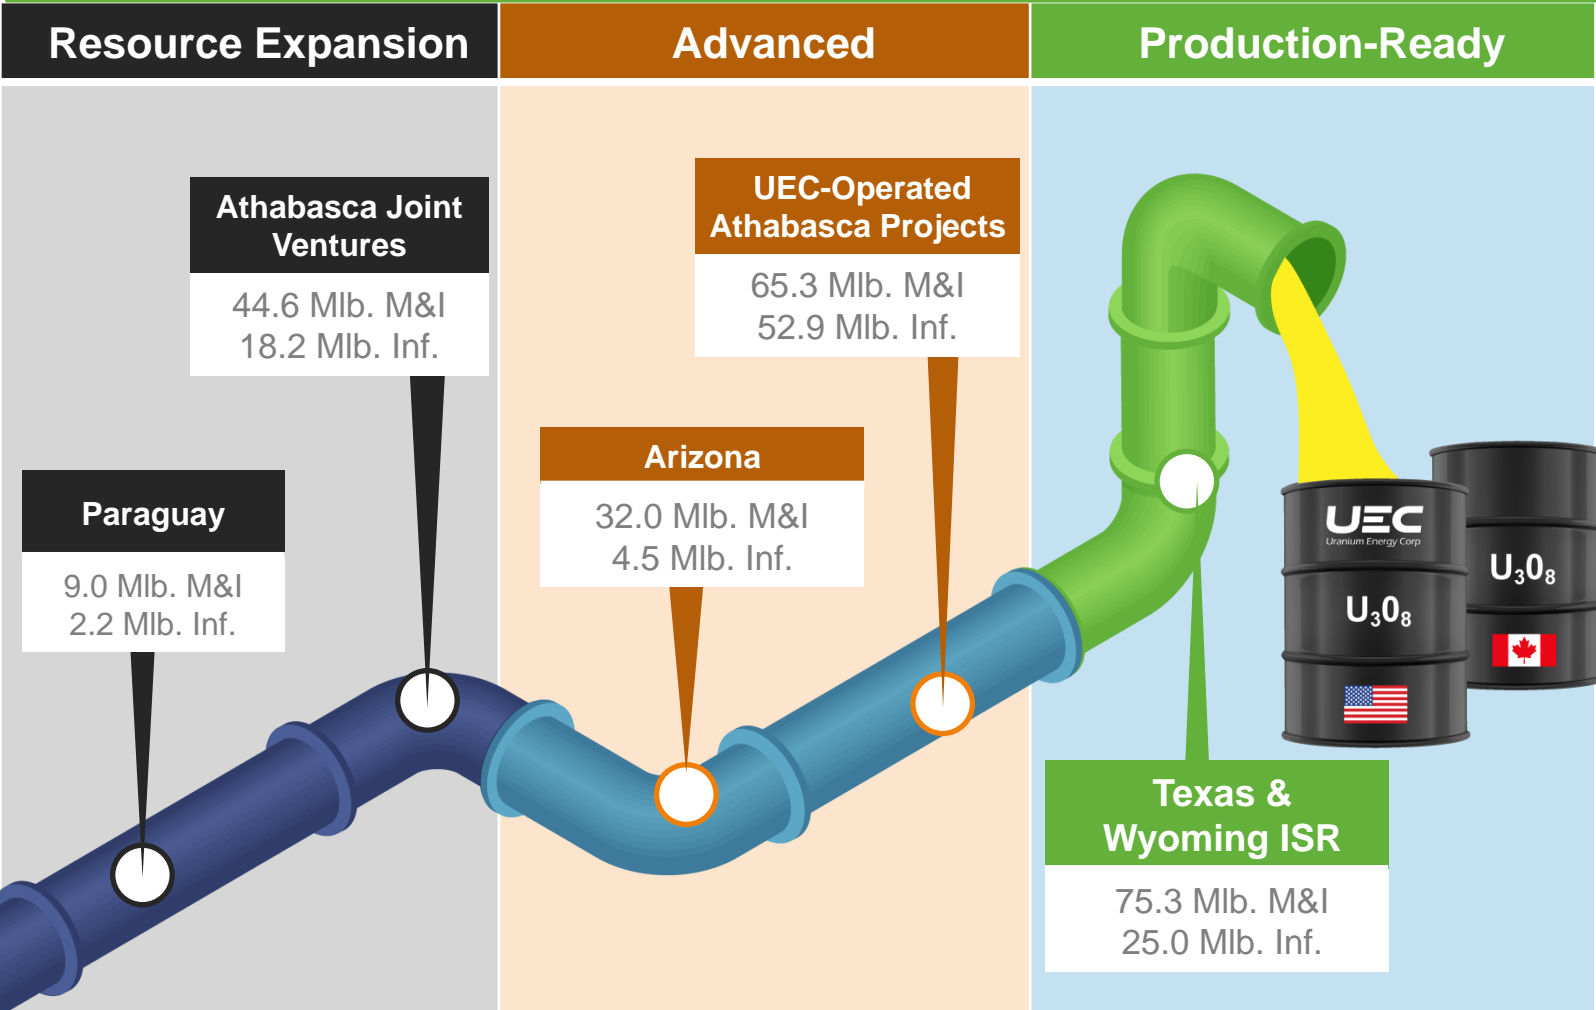 Resource Expansion
Advanced
Production-Ready
Athabasca Joint
Ventures
44.6 Mlb. M&I
18.2 Mlb. Inf.
UEC-Operated
Athabasca Projects
65.3 Mlb. M&I
52.9 Mlb. Inf.
Paraguay
9.0 Mlb. M&I
2.2 Mlb. Inf.
Arizona
32.0 Mlb. M&I
4.5 Mlb. Inf.
UEC
Uranium Energy Corp
U₃0₈
U₃0₈
Texas &
Wyoming ISR
75.3 Mlb. M&I
25.0 Mlb. Inf.